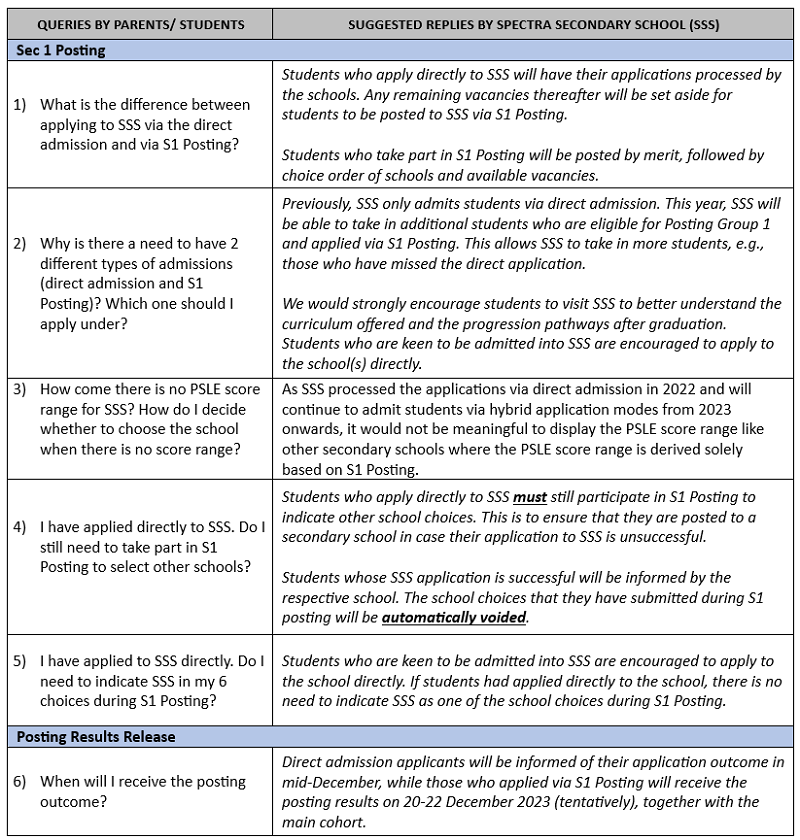 QUERIES BY PARENTS/ STUDENTS
SUGGESTED REPLIES BY SPECTRA SECONDARY SCHOOL (SSS)
Sec 1 Posting
1) What is the difference between
applying to SSS via the direct
admission and via S1 Posting?
Students who apply directly to SSS will have their applications processed by
the schools. Any remaining vacancies thereafter will be set aside for
students to be posted to SSS via S1 Posting.
Students who take part in S1 Posting will be posted by merit, followed by
choice order of schools and available vacancies.
2) Why is there a need to have 2
different types of admissions
(direct admission and S1
Posting)? Which one should I
apply under?
Previously, SSS only admits students via direct admission. This year, SSS will
be able to take in additional students who are eligible for Posting Group 1
and applied via S1 Posting. This allows SSS to take in more students, e.g.,
those who have missed the direct application.
We would strongly encourage students to visit SSS to better understand the
curriculum offered and the progression pathways after graduation.
Students who are keen to be admitted into SSS are encouraged to apply to
the school(s) directly.
3) How come there is no PSLE score
range for SSS? How do I decide
whether to choose the school
when there is no score range?
As SSS processed the applications via direct admission in 2022 and will
continue to admit students via hybrid application modes from 2023
onwards, it would not be meaningful to display the PSLE score range like
other secondary schools where the PSLE score range is derived solely
based on S1 Posting.
4) I have applied directly to SSS. Do I
still need to take part in S1
Posting to select other schools?
Students who apply directly to SSS must still participate in S1 Posting to
indicate other school choices. This is to ensure that they are posted to a
secondary school in case their application to SSS is unsuccessful.
Students whose SSS application is successful will be informed by the
respective school. The school choices that they have submitted during S1
posting will be automatically voided.
5) I have applied to SSS directly. Do I
need to indicate SSS in my 6
choices during S1 Posting?
Students who are keen to be admitted into SSS are encouraged to apply to
the school directly. If students had applied directly to the school, there is no
need to indicate SSS as one of the school choices during S1 Posting.
Posting Results Release
6) When will I receive the posting
outcome?
Direct admission applicants will be informed of their application outcome in
mid-December, while those who applied via S1 Posting will receive the
posting results on 20-22 December 2023 (tentatively), together with the
main cohort.